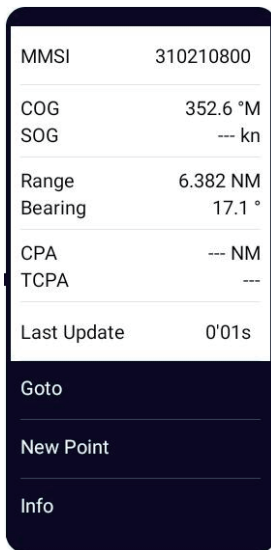 MMSI 310210800
COG 352.6 °M
SOG --- kn
Range 6.382 NM
Bearing 17.1 °
CPA --- NM
TCPA ---
Last Update 0'01s
Goto
New Point
Info